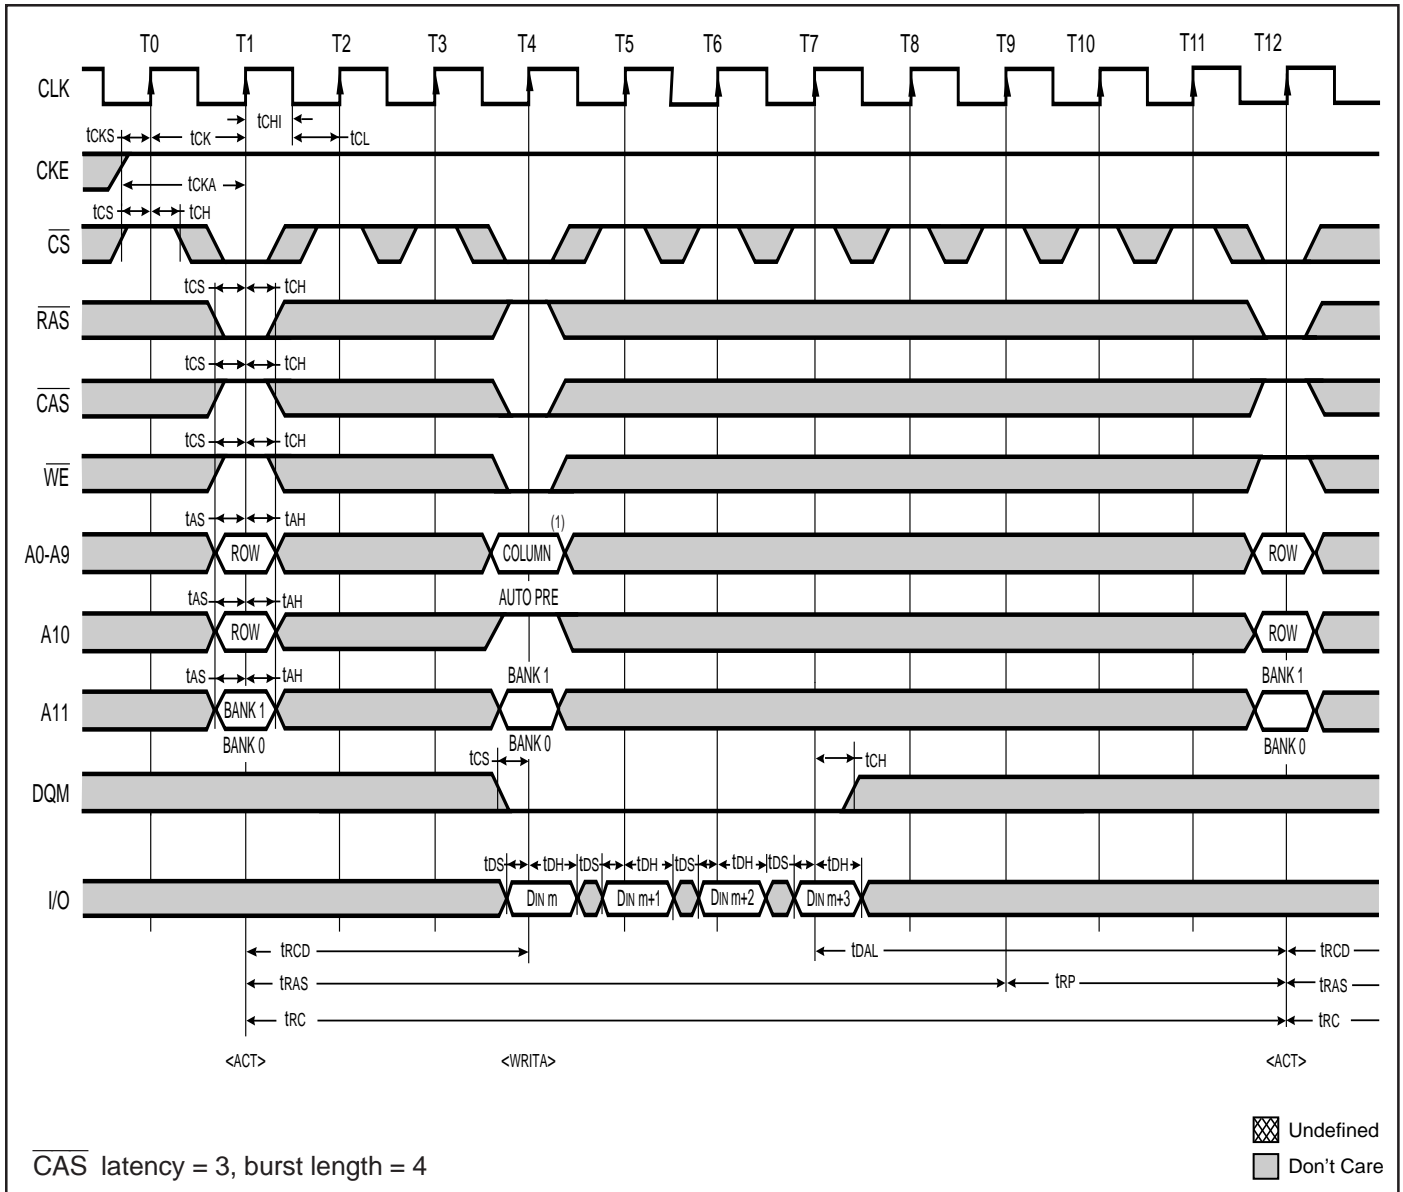 T0 T1 T2 T3 T4 T5 T6 T7 T8 T9 T10 T11 T12
CLK
tCHI
tCKS tCK tCL
CKE
tCKA
tCS tCH
CS
tCS tCH
RAS
tCS tCH
CAS
tCS tCH
WE
tAS tAH (1)
A0-A9 ROW COLUMN ROW
tAS tAH AUTO PRE
A10 ROW ROW
tAS tAH BANK 1 BANK 1
A11 BANK 1
BANK 0 BANK 0 BANK 0
tCS tCH
DQM
tDS tDH tDS tDH tDS tDH tDS tDH
I/O DIN m DIN m+1 DIN m+2 DIN m+3
tRCD tDAL tRCD
tRAS tRP tRAS
tRC tRC
<ACT> <WRITA> <ACT>
Undefined
CAS latency = 3, burst length = 4
Don't Care